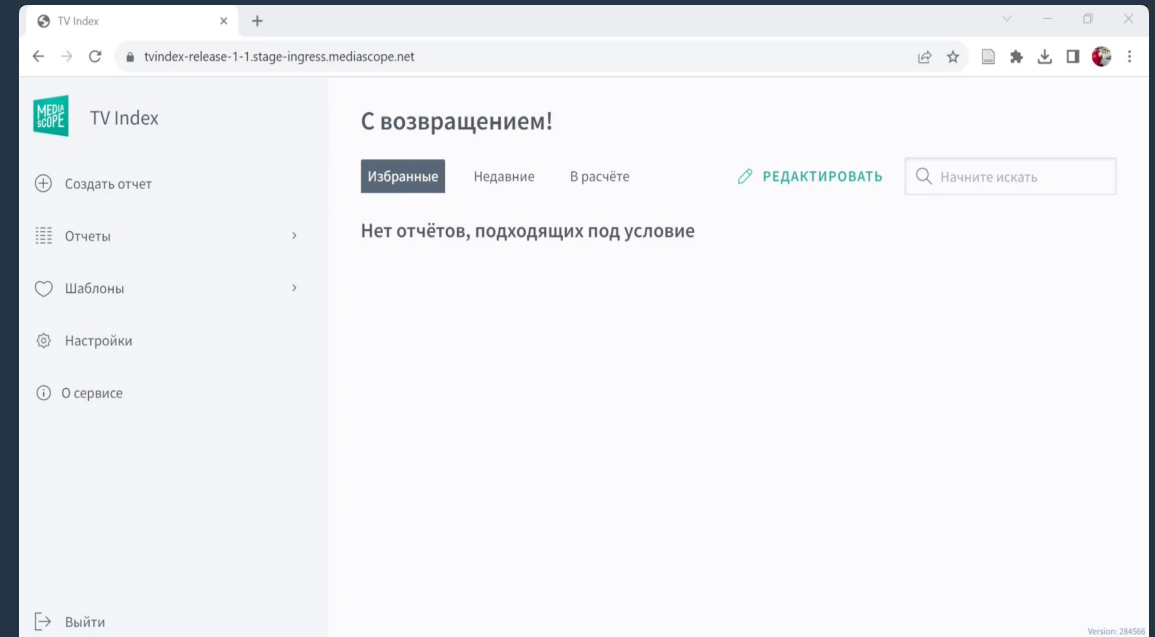 TV Index
tvindex-release-1-1.stage-ingress.mediascope.net
MEDIA
SCOPE
TV Index
Создать отчет
Отчеты
Шаблоны
Настройки
О сервисе
Выйти
С возвращением!
Избранные Недавние В расчёте РЕДАКТИРОВАТЬ Начните искать
Нет отчётов, подходящих под условие
Version: 284566